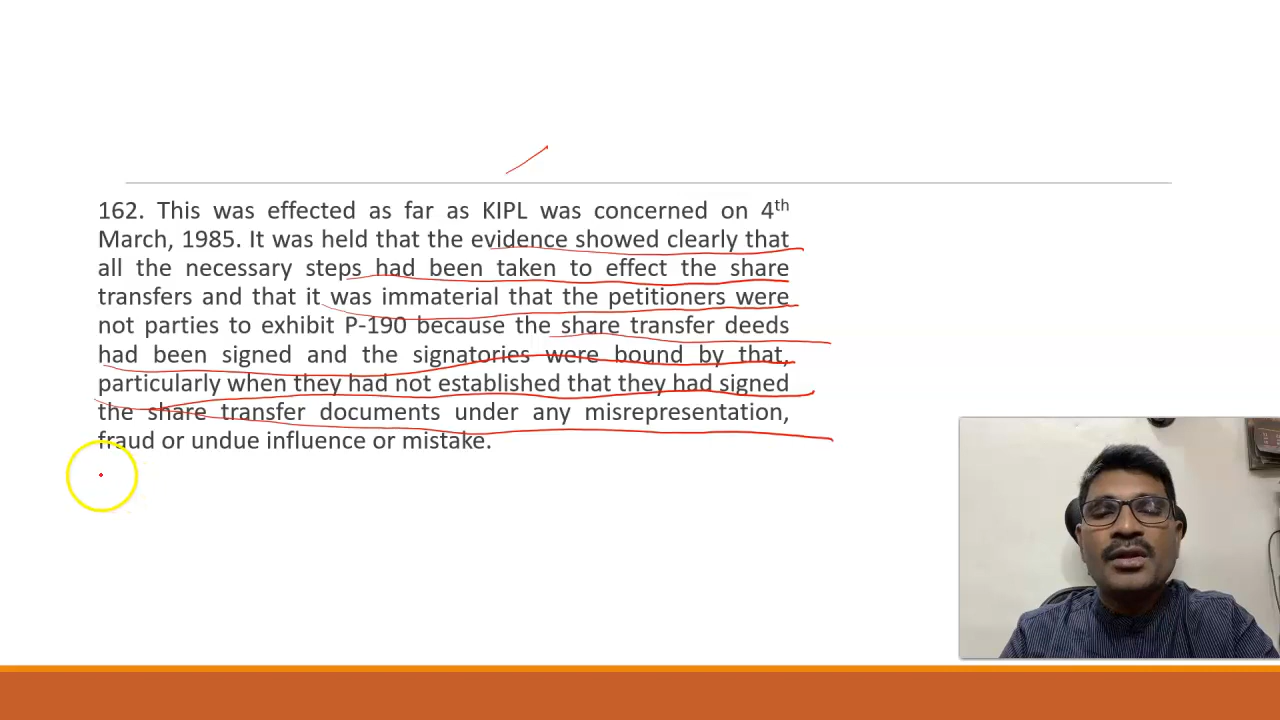 162. This was effected as far as KIPL was concerned on 4th
March, 1985. It was held that the evidence showed clearly that
all the necessary steps had been taken to effect the share
transfers and that it was immaterial that the petitioners were
not parties to exhibit P-190 because the share transfer deeds
had been signed and the signatories were bound by that,
particularly when they had not established that they had signed
the share transfer documents under any misrepresentation,
fraud or undue influence or mistake.